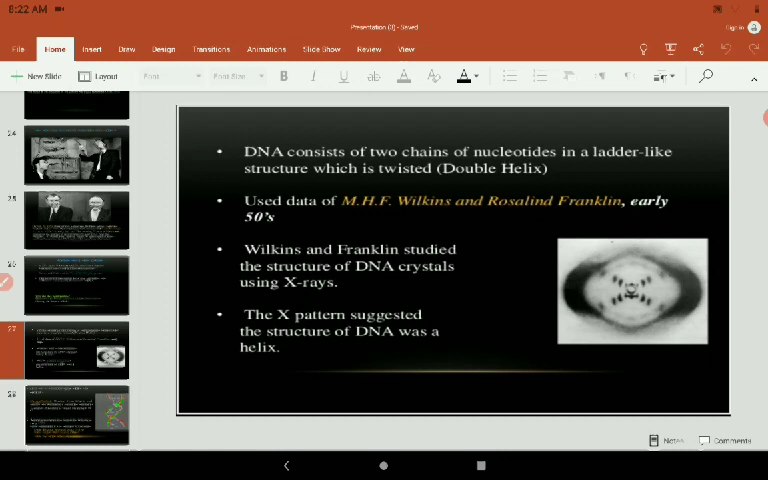 8:22 AM
Presentation (3) - Saved
Sign in
File Home Insert Draw Design Transitions Animations Slide Show Review View
New Slide Layout Font Font Size B I U ab A A
24
25
26
27
28
• DNA consists of two chains of nucleotides in a ladder-like
structure which is twisted (Double Helix)
• Used data of M.H.F. Wilkins and Rosalind Franklin, early
50's
• Wilkins and Franklin studied
the structure of DNA crystals
using X-rays.
• The X pattern suggested
the structure of DNA was a
helix.
Notes Comments